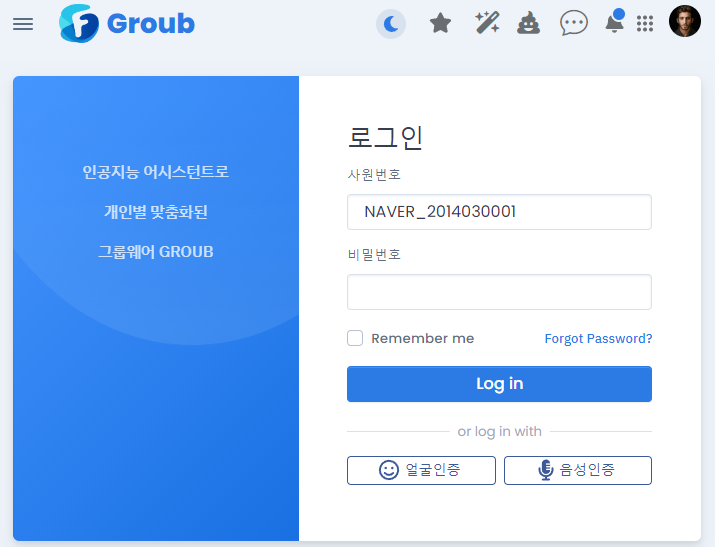 Groub
인공지능 어시스턴트로
개인별 맞춤화된
그룹웨어 GROUB
로그인
사원번호
NAVER_2014030001
비밀번호
Remember me
Forgot Password?
Log in
or log in with
얼굴인증
음성인증